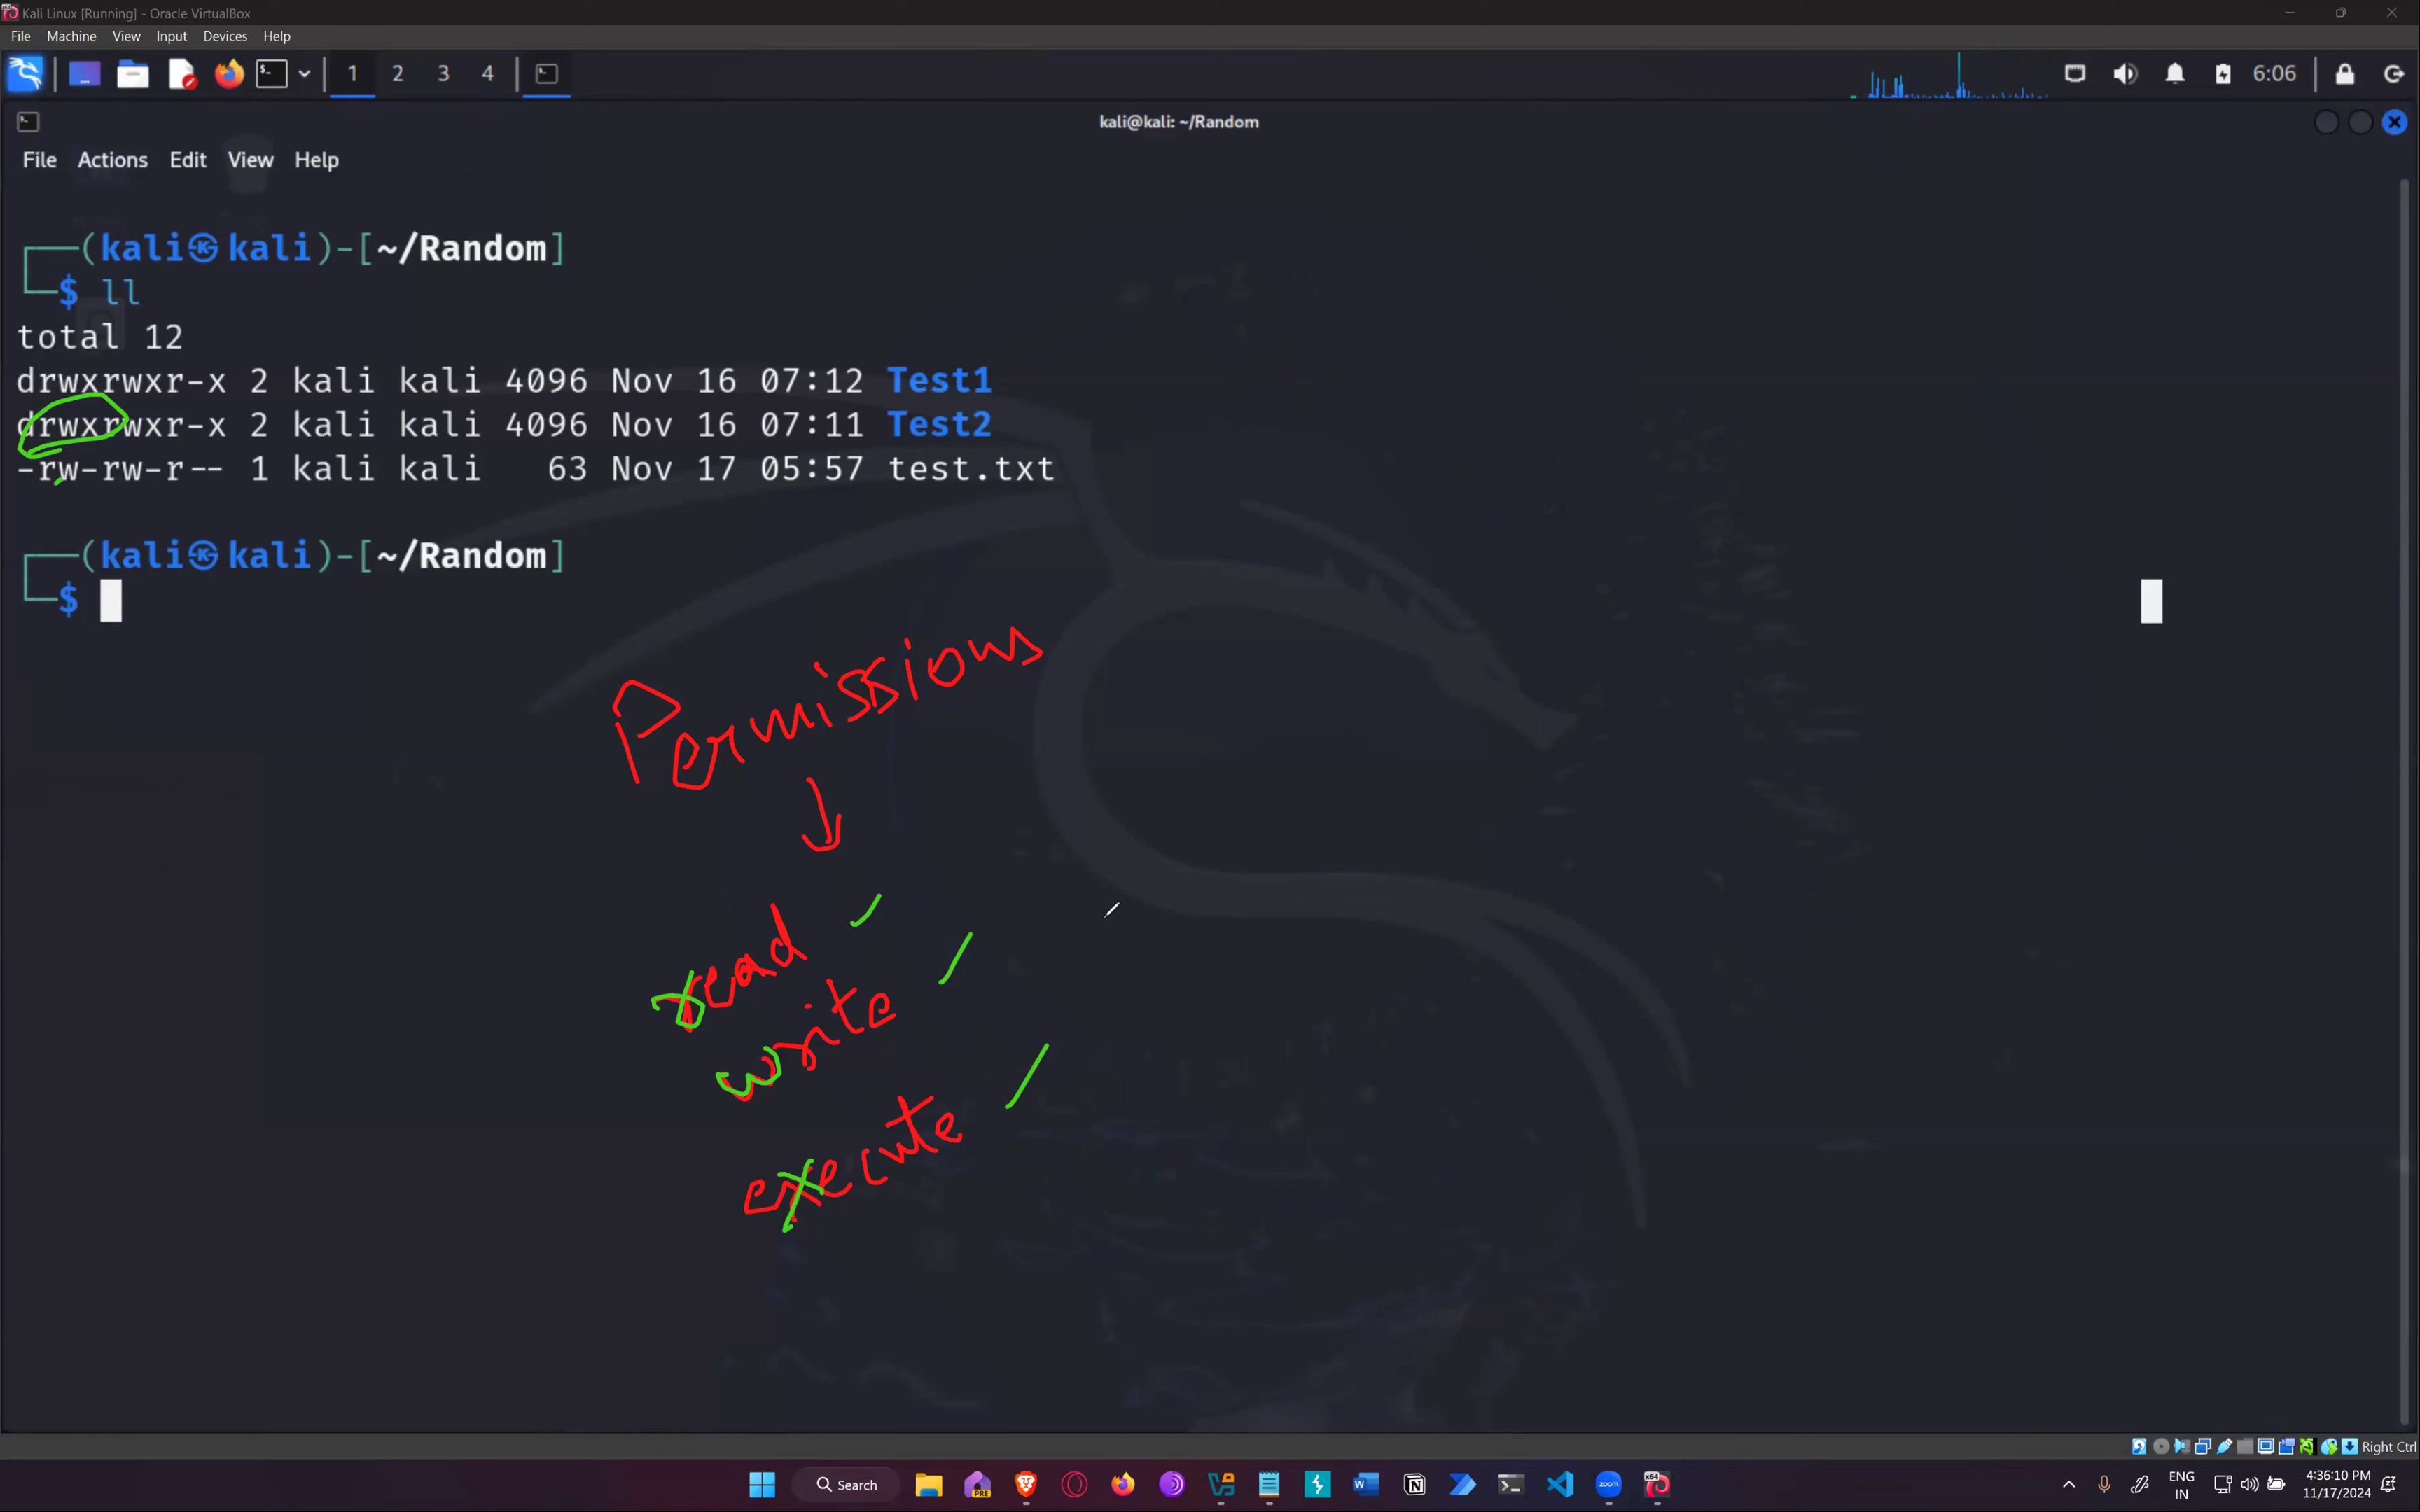 Kali Linux [Running] - Oracle VirtualBox
File Machine View Input Devices Help
1 2 3 4 6:06
kali@kali: ~/Random
File Actions Edit View Help
(kali㉿kali)-[~/Random]
$ ll
total 12
drwxrwxr-x 2 kali kali 4096 Nov 16 07:12 Test1
drwxrwxr-x 2 kali kali 4096 Nov 16 07:11 Test2
-rw-rw-r-- 1 kali kali 63 Nov 17 05:57 test.txt
(kali㉿kali)-[~/Random]
$
Permissions
read
write
execute
Right Ctrl
Search PRE zoom ENG 4:36:10 PM
IN 11/17/2024